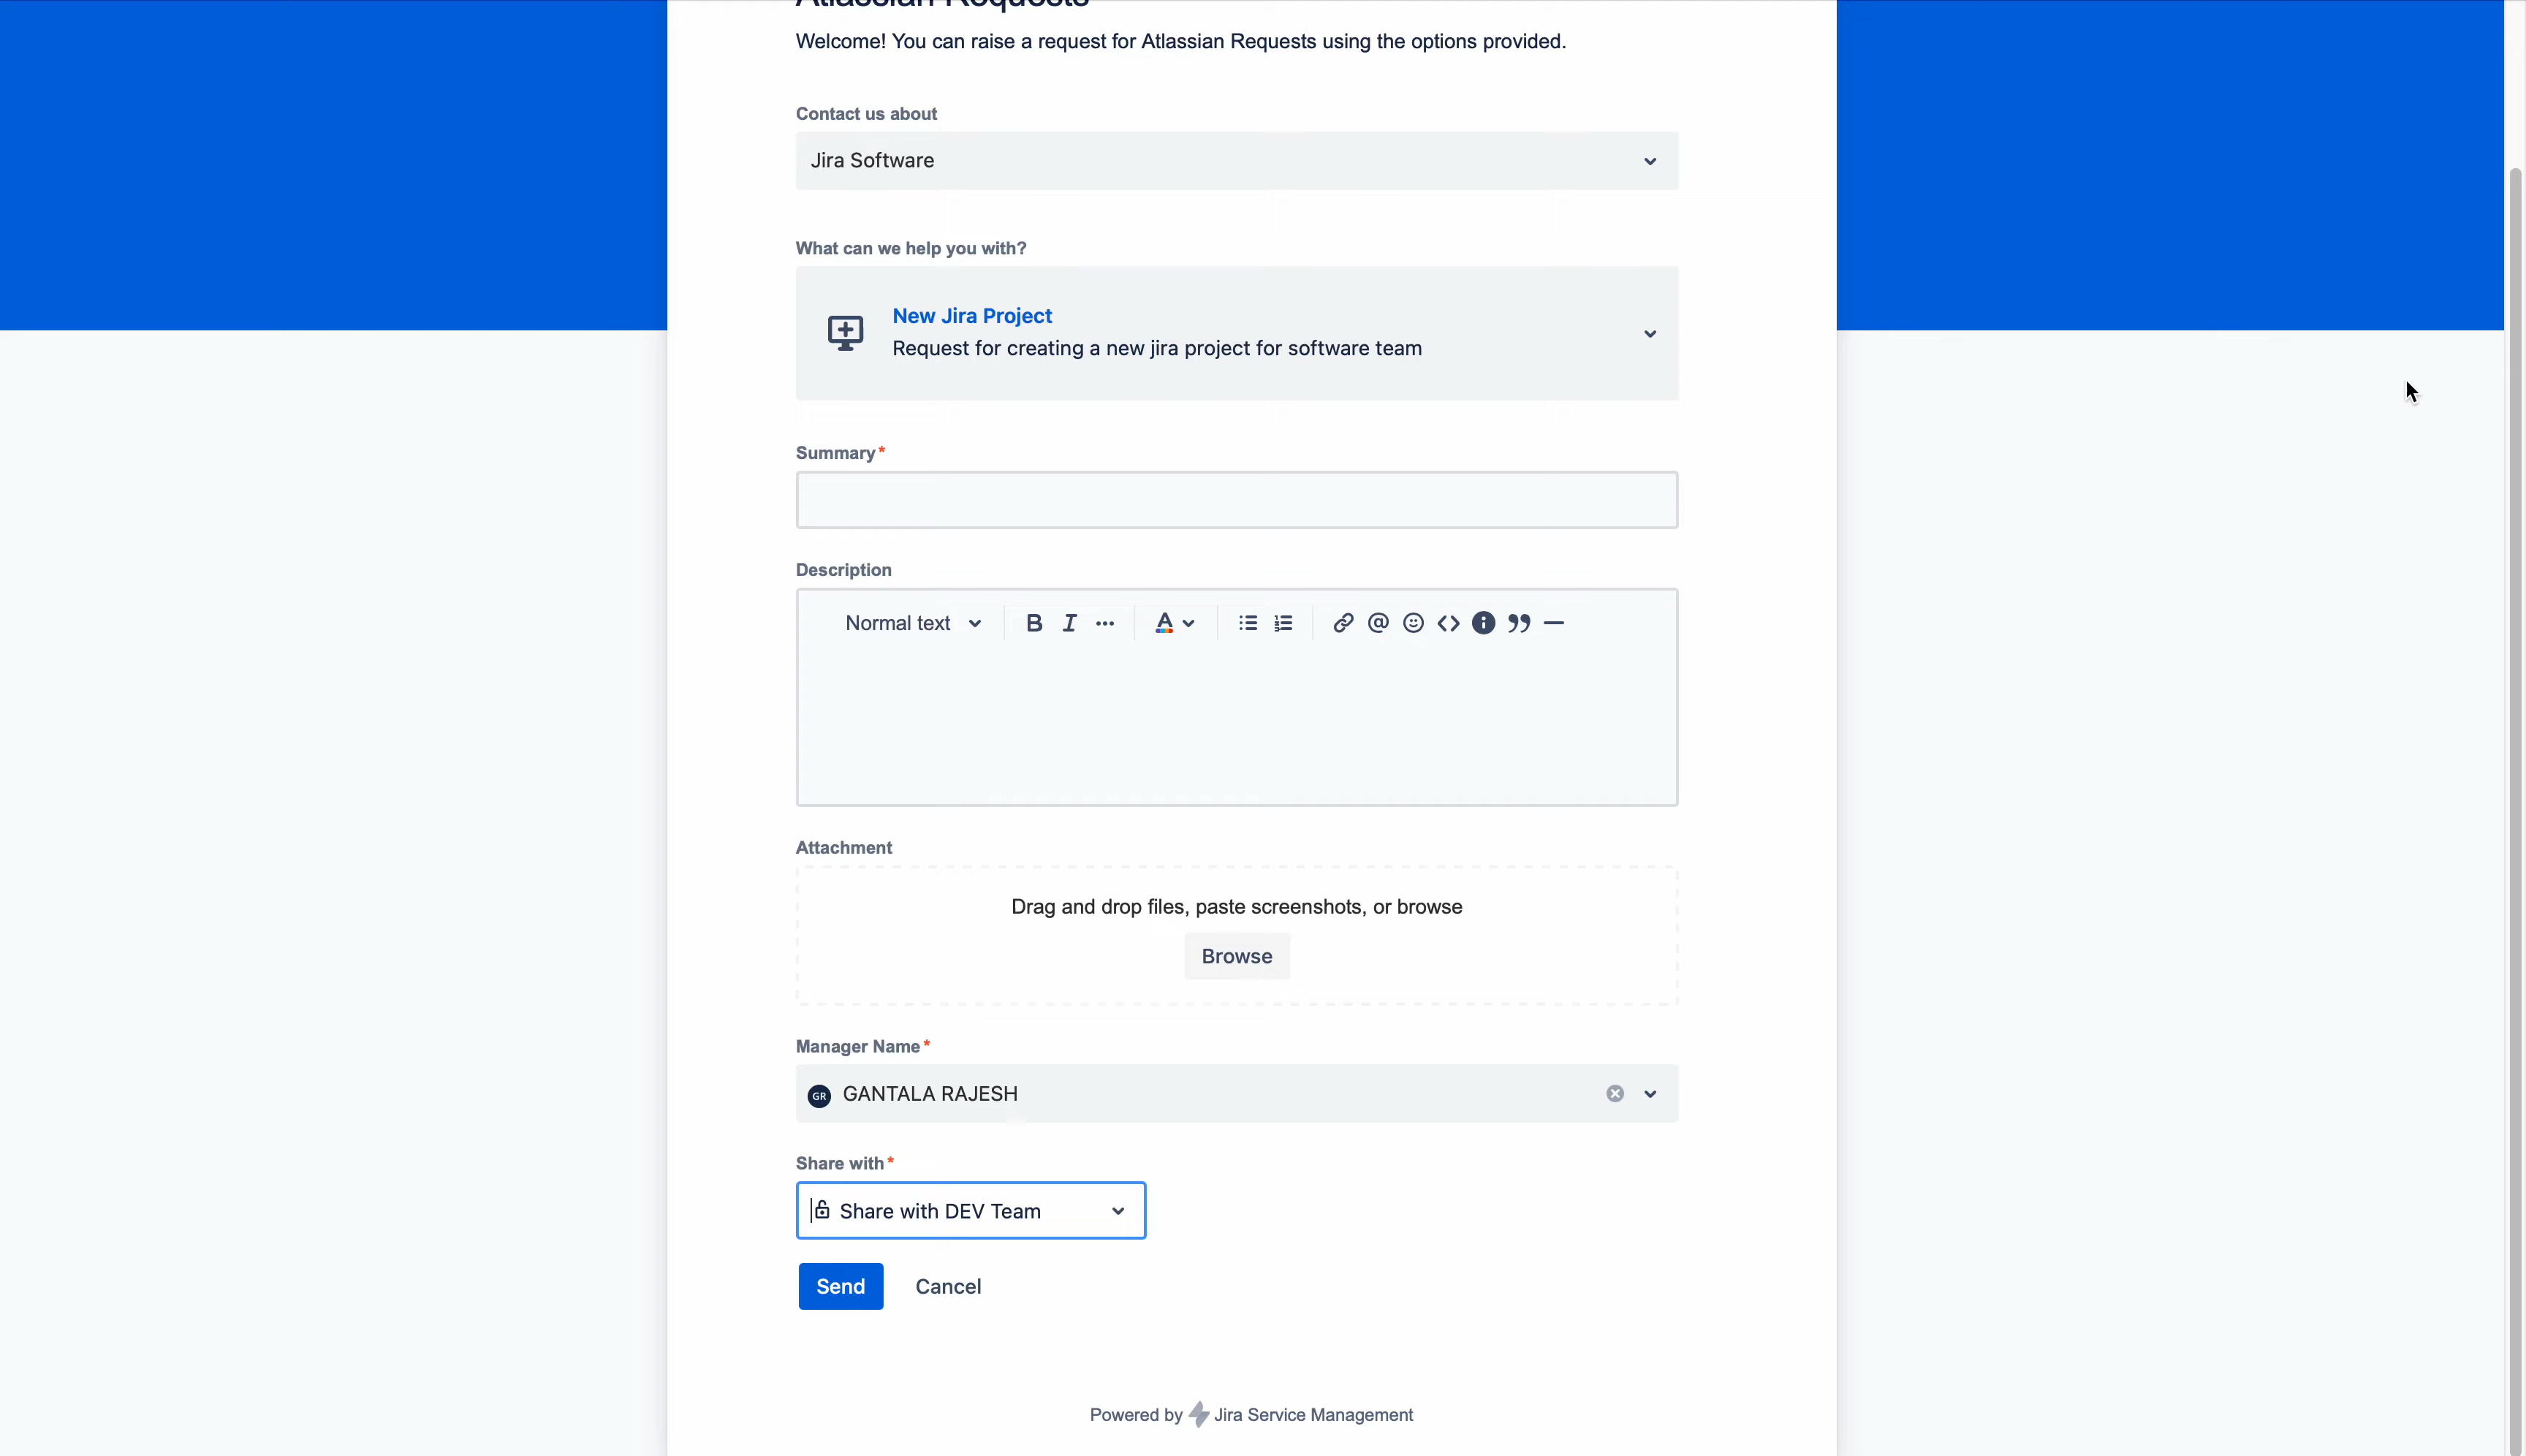 Atlassian Requests
Welcome! You can raise a request for Atlassian Requests using the options provided.
Contact us about
Jira Software
What can we help you with?
New Jira Project
Request for creating a new jira project for software team
Summary*
Description
Normal text B I ... A
Attachment
Drag and drop files, paste screenshots, or browse
Browse
Manager Name*
GR GANTALA RAJESH
Share with*
Share with DEV Team
Send Cancel
Powered by Jira Service Management